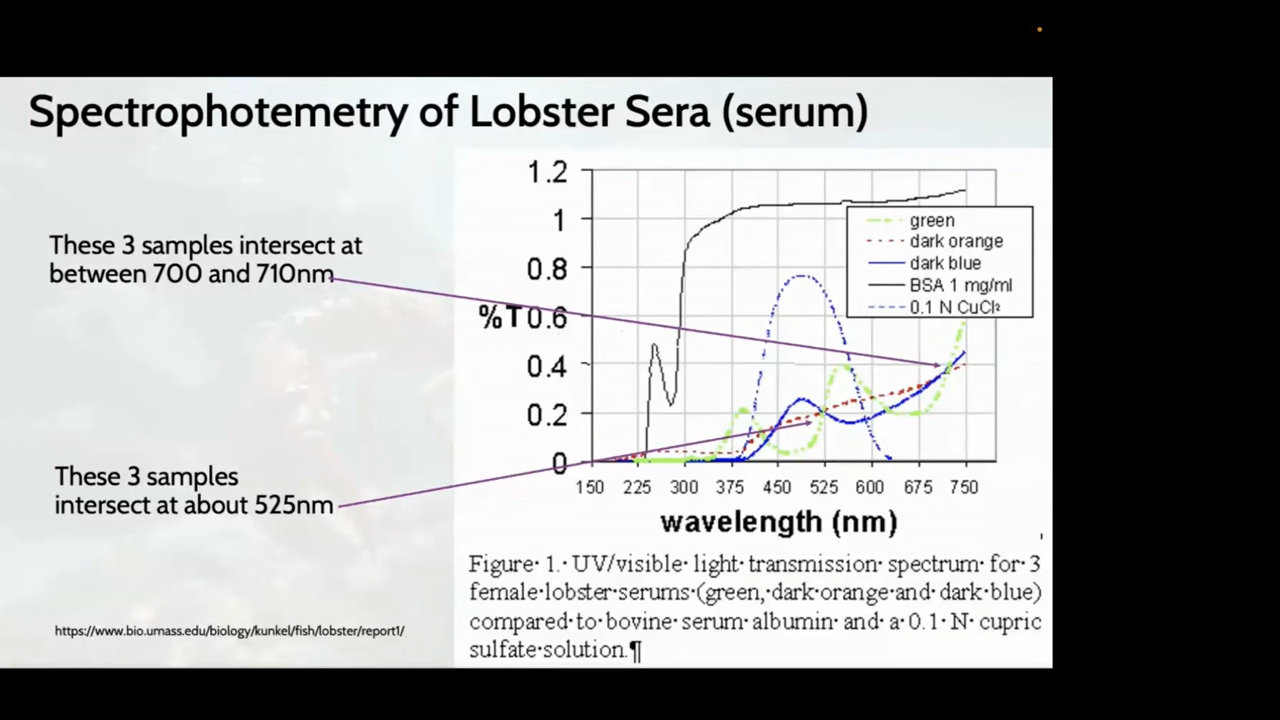 Spectrophotemetry of Lobster Sera (serum)
These 3 samples intersect at
between 700 and 710nm
These 3 samples
intersect at about 525nm
https://www.bio.umass.edu/biology/kunkel/fish/lobster/report1/
1.2
1
0.8
%T 0.6
0.4
0.2
0
150 225 300 375 450 525 600 675 750
wavelength (nm)
green
dark orange
dark blue
BSA 1 mg/ml
0.1 N CuCl²
Figure· 1.· UV/visible· light· transmission· spectrum· for· 3
female·lobster·serums·(green,·dark·orange·and· dark·blue)
compared·to·bovine·serum·albumin·and·a·0.1·N·cupric
sulfate·solution.¶